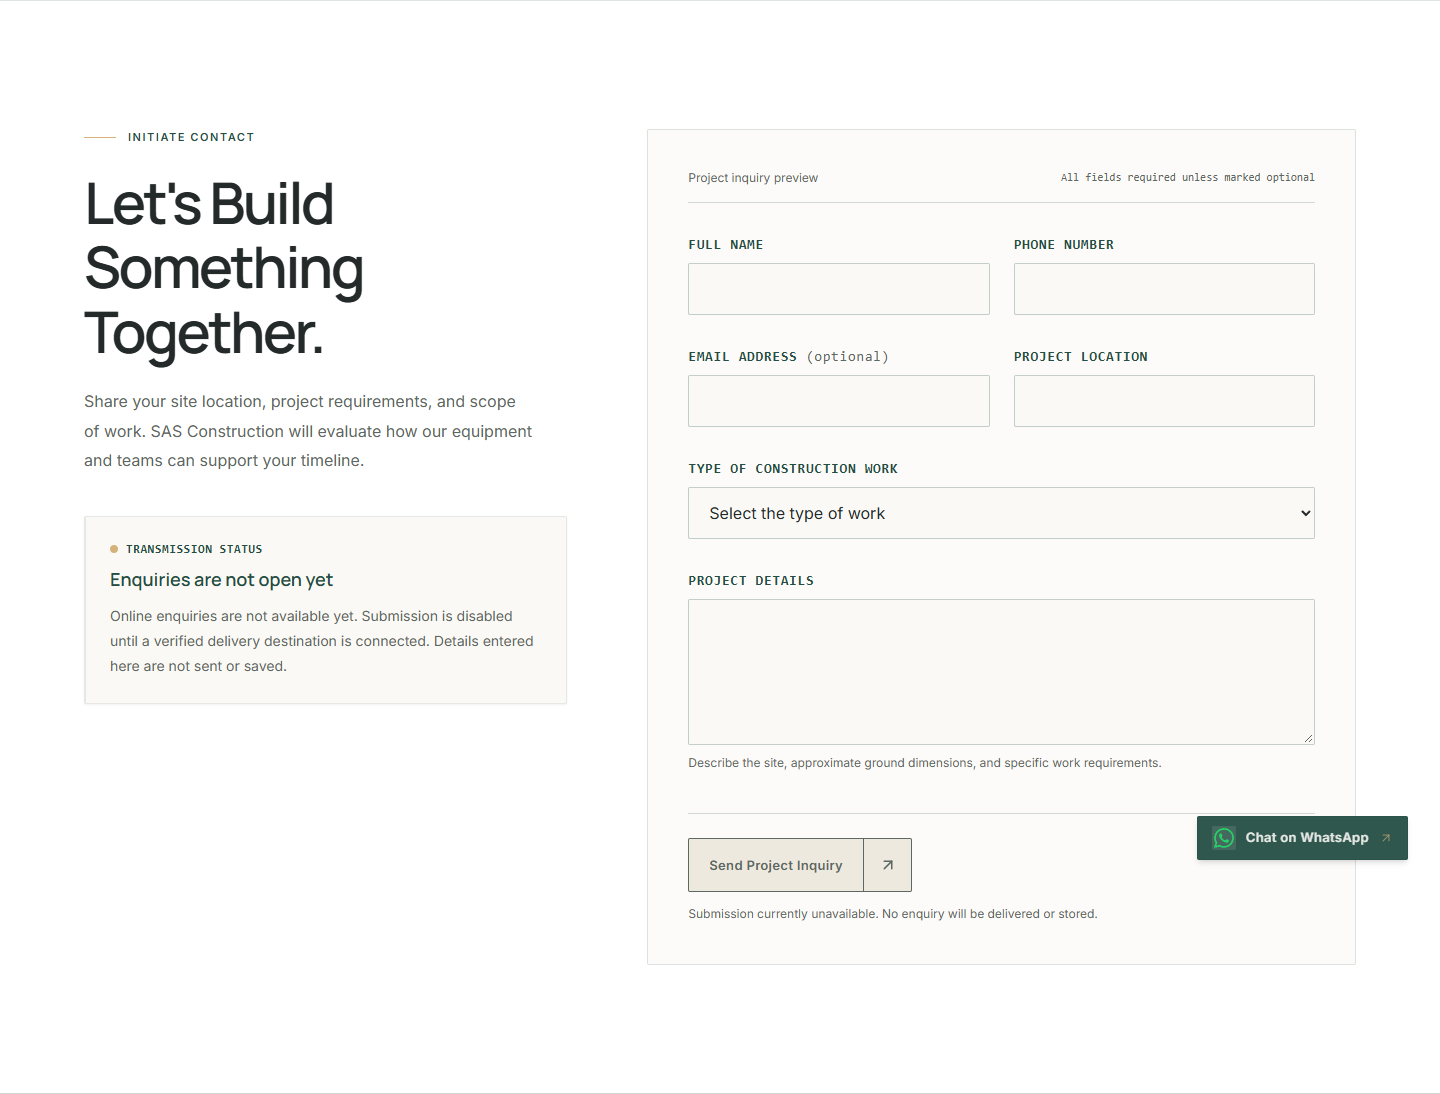 INITIATE CONTACT
Let's Build
Something
Together.
Share your site location, project requirements, and scope
of work. SAS Construction will evaluate how our equipment
and teams can support your timeline.
TRANSMISSION STATUS
Enquiries are not open yet
Online enquiries are not available yet. Submission is disabled
until a verified delivery destination is connected. Details entered
here are not sent or saved.
Project inquiry preview
All fields required unless marked optional
FULL NAME
PHONE NUMBER
EMAIL ADDRESS (optional)
PROJECT LOCATION
TYPE OF CONSTRUCTION WORK
Select the type of work
PROJECT DETAILS
Describe the site, approximate ground dimensions, and specific work requirements.
Chat on WhatsApp
Send Project Inquiry
Submission currently unavailable. No enquiry will be delivered or stored.